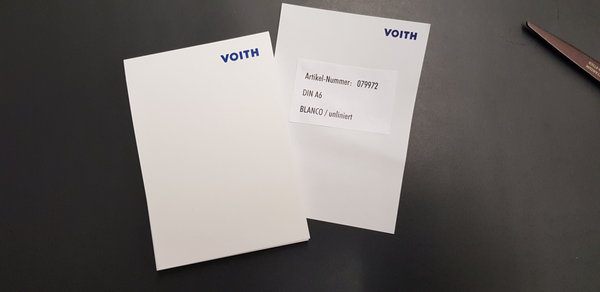 VOITH
VOITH
Artikel-Nummer: 079972
DIN A6
BLANCO / unliniert